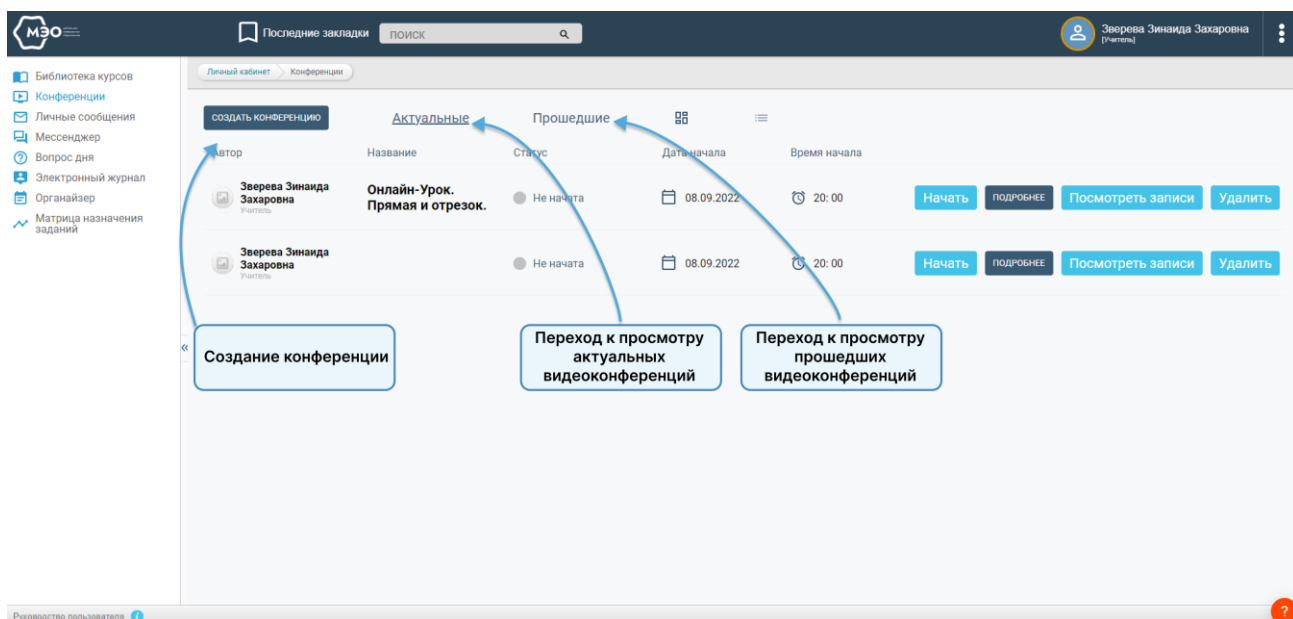 МЭО
Последние закладки
поиск
Зверева Зинаида Захаровна
[Учитель]
Библиотека курсов
Конференции
Личные сообщения
Мессенджер
Вопрос дня
Электронный журнал
Органайзер
Матрица назначения
заданий
Личный кабинет Конференции
СОЗДАТЬ КОНФЕРЕНЦИЮ Актуальные Прошедшие
Автор Название Статус Дата начала Время начала
Зверева Зинаида
Захаровна
Учитель
Онлайн-Урок.
Прямая и отрезок.
Не начата 08.09.2022 20: 00 Начать ПОДРОБНЕЕ Посмотреть записи Удалить
Зверева Зинаида
Захаровна
Учитель
Не начата 08.09.2022 20: 00 Начать ПОДРОБНЕЕ Посмотреть записи Удалить
«
Создание конференции
Переход к просмотру
актуальных
видеоконференций
Переход к просмотру
прошедших
видеоконференций
Руководство пользователя i
?